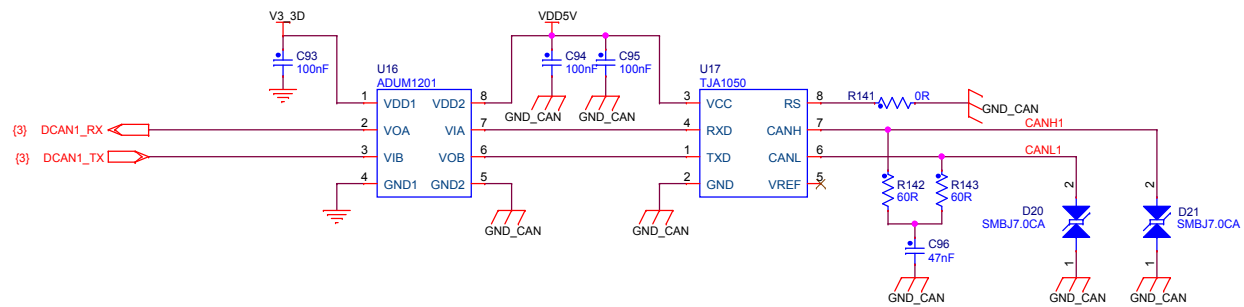 V3_3D
VDD5V
C93
100nF
C94
100nF
C95
100nF
U16
ADUM1201
U17
TJA1050
1 VDD1 VDD2 8
3 VCC RS 8
R141 0R
GND_CAN
{3} DCAN1_RX
2 VOA VIA 7
4 RXD CANH 7
CANH1
{3} DCAN1_TX
3 VIB VOB 6
1 TXD CANL 6
CANL1
4 GND1 GND2 5
2 GND VREF 5
R142
60R
R143
60R
2
2
D20
SMBJ7.0CA
D21
SMBJ7.0CA
GND_CAN
GND_CAN
GND_CAN
GND_CAN
C96
47nF
1
1
GND_CAN
GND_CAN
GND_CAN